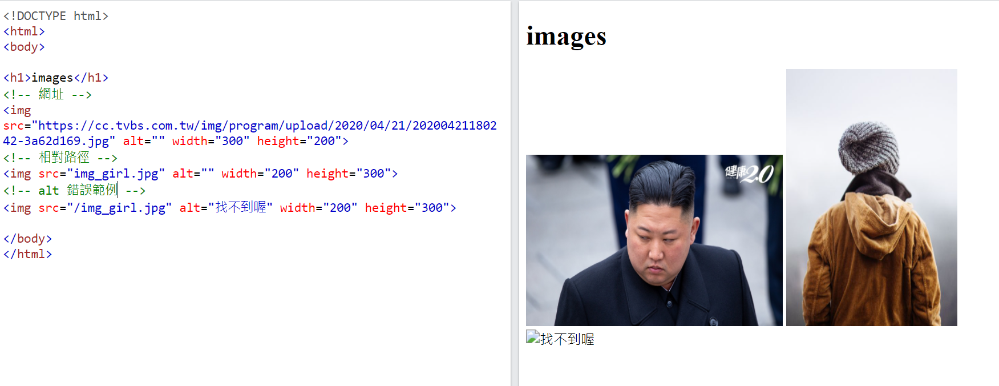 <!DOCTYPE html>
<html>
<body>
<h1>images</h1>
<!-- 網址 -->
<img
src="https://cc.tvbs.com.tw/img/program/upload/2020/04/21/202004211802
42-3a62d169.jpg" alt="" width="300" height="200">
<!-- 相對路徑 -->
<img src="img_girl.jpg" alt="" width="200" height="300">
<!-- alt 錯誤範例 -->
<img src="/img_girl.jpg" alt="找不到喔" width="200" height="300">
</body>
</html>
images
健康2.0
HEALTH
找不到喔